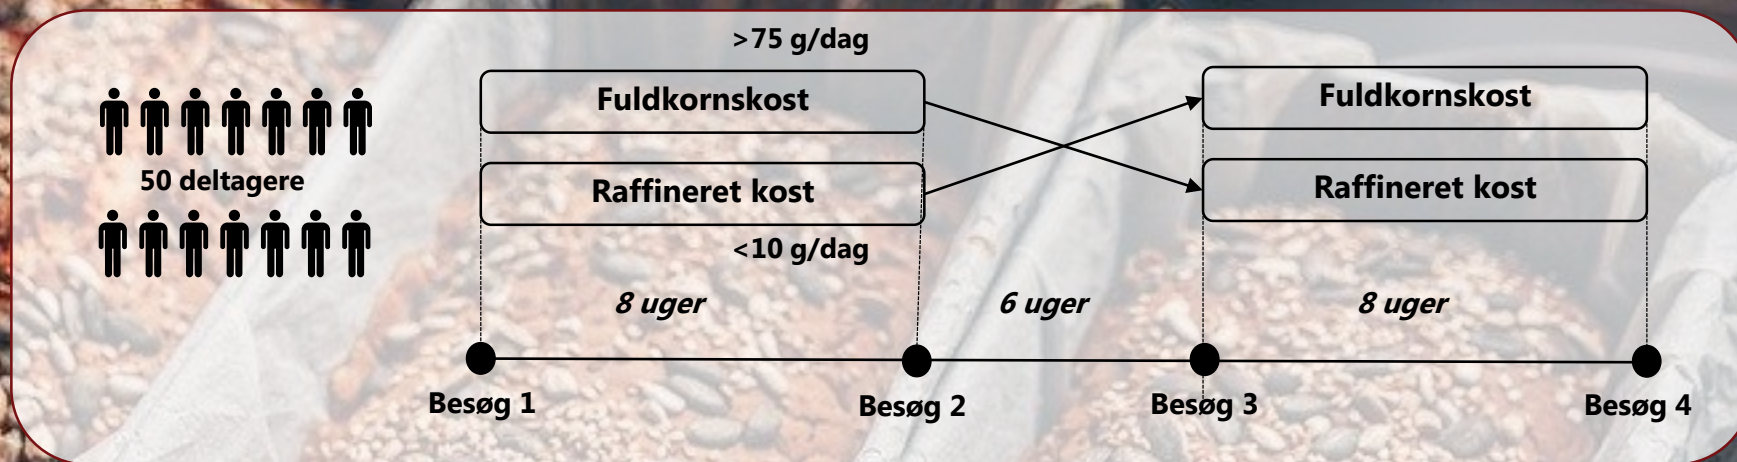 >75 g/dag
Fuldkornskost
Fuldkornskost
50 deltagere
Raffineret kost
Raffineret kost
<10 g/dag
8 uger
6 uger
8 uger
Besøg 1
Besøg 2
Besøg 3
Besøg 4